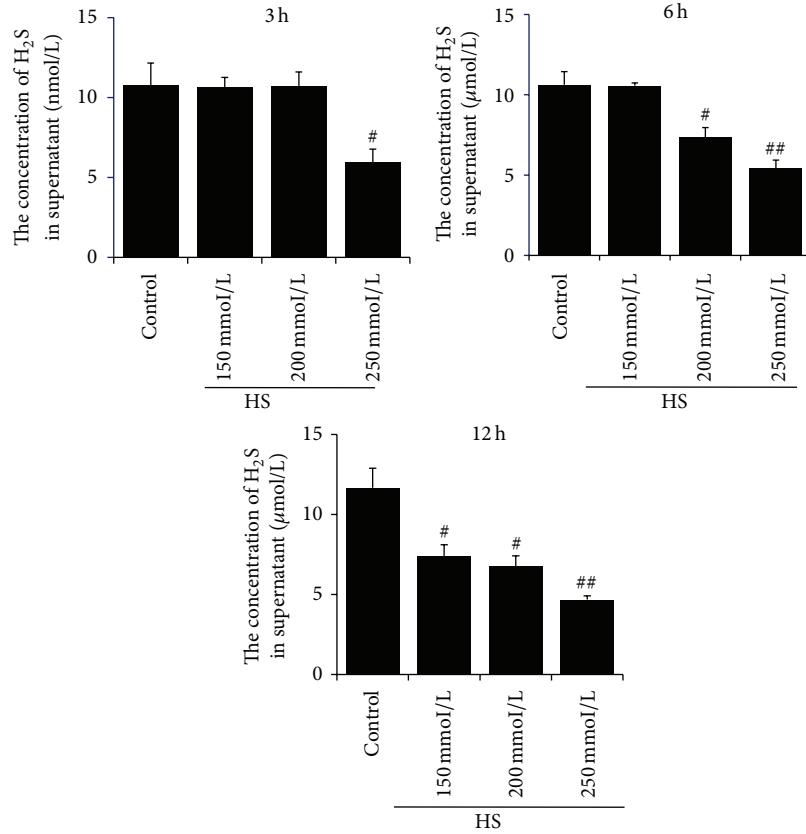 3 h
The concentration of H₂S
in supernatant (nmol/L)
15
10
5
0
#
Control
150 mmol/L
200 mmol/L
250 mmol/L
HS
6 h
The concentration of H₂S
in supernatant (μmol/L)
15
10
5
0
#
##
Control
150 mmol/L
200 mmol/L
250 mmol/L
HS
12 h
The concentration of H₂S
in supernatant (μmol/L)
15
10
5
0
#
#
##
Control
150 mmol/L
200 mmol/L
250 mmol/L
HS